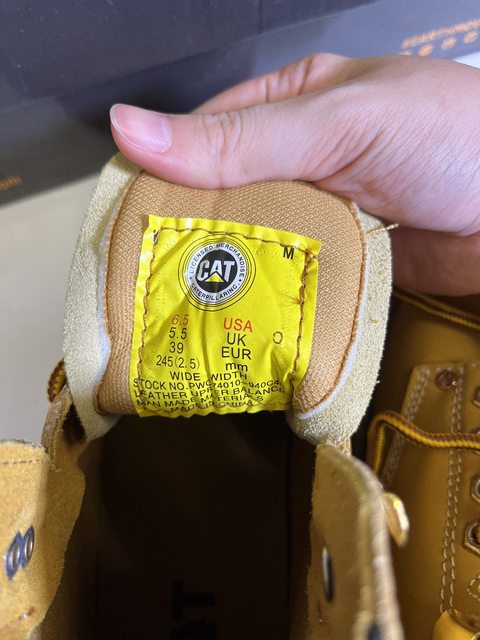 LICENSED MERCHANDISE
CAT
CATERPILLAR INC.
M
6.5 USA
5.5 UK
39 EUR
245(2.5) mm
WIDE WIDTH
LEATHER UPPER BALANCE
MAN MADE MATERIALS
MADE IN CHINA